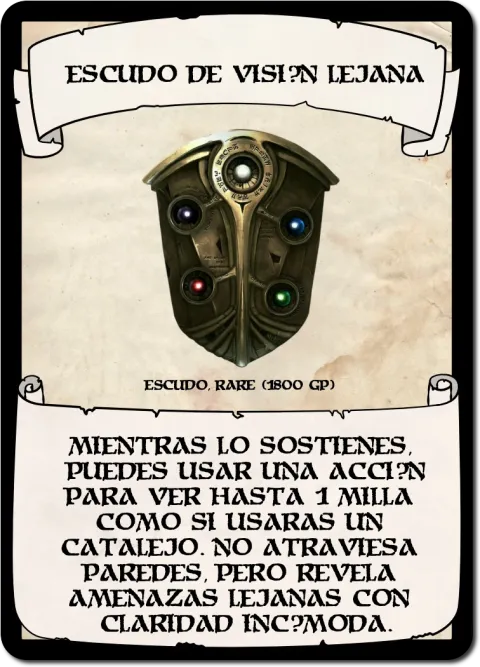 ESCUDO DE VISI?N LEJANA
ESCUDO, RARE (1800 GP)
MIENTRAS LO SOSTIENES,
PUEDES USAR UNA ACCI?N
PARA VER HASTA 1 MILLA
COMO SI USARAS UN
CATALEJO. NO ATRAVIESA
PAREDES, PERO REVELA
AMENAZAS LEJANAS CON
CLARIDAD INC?MODA.